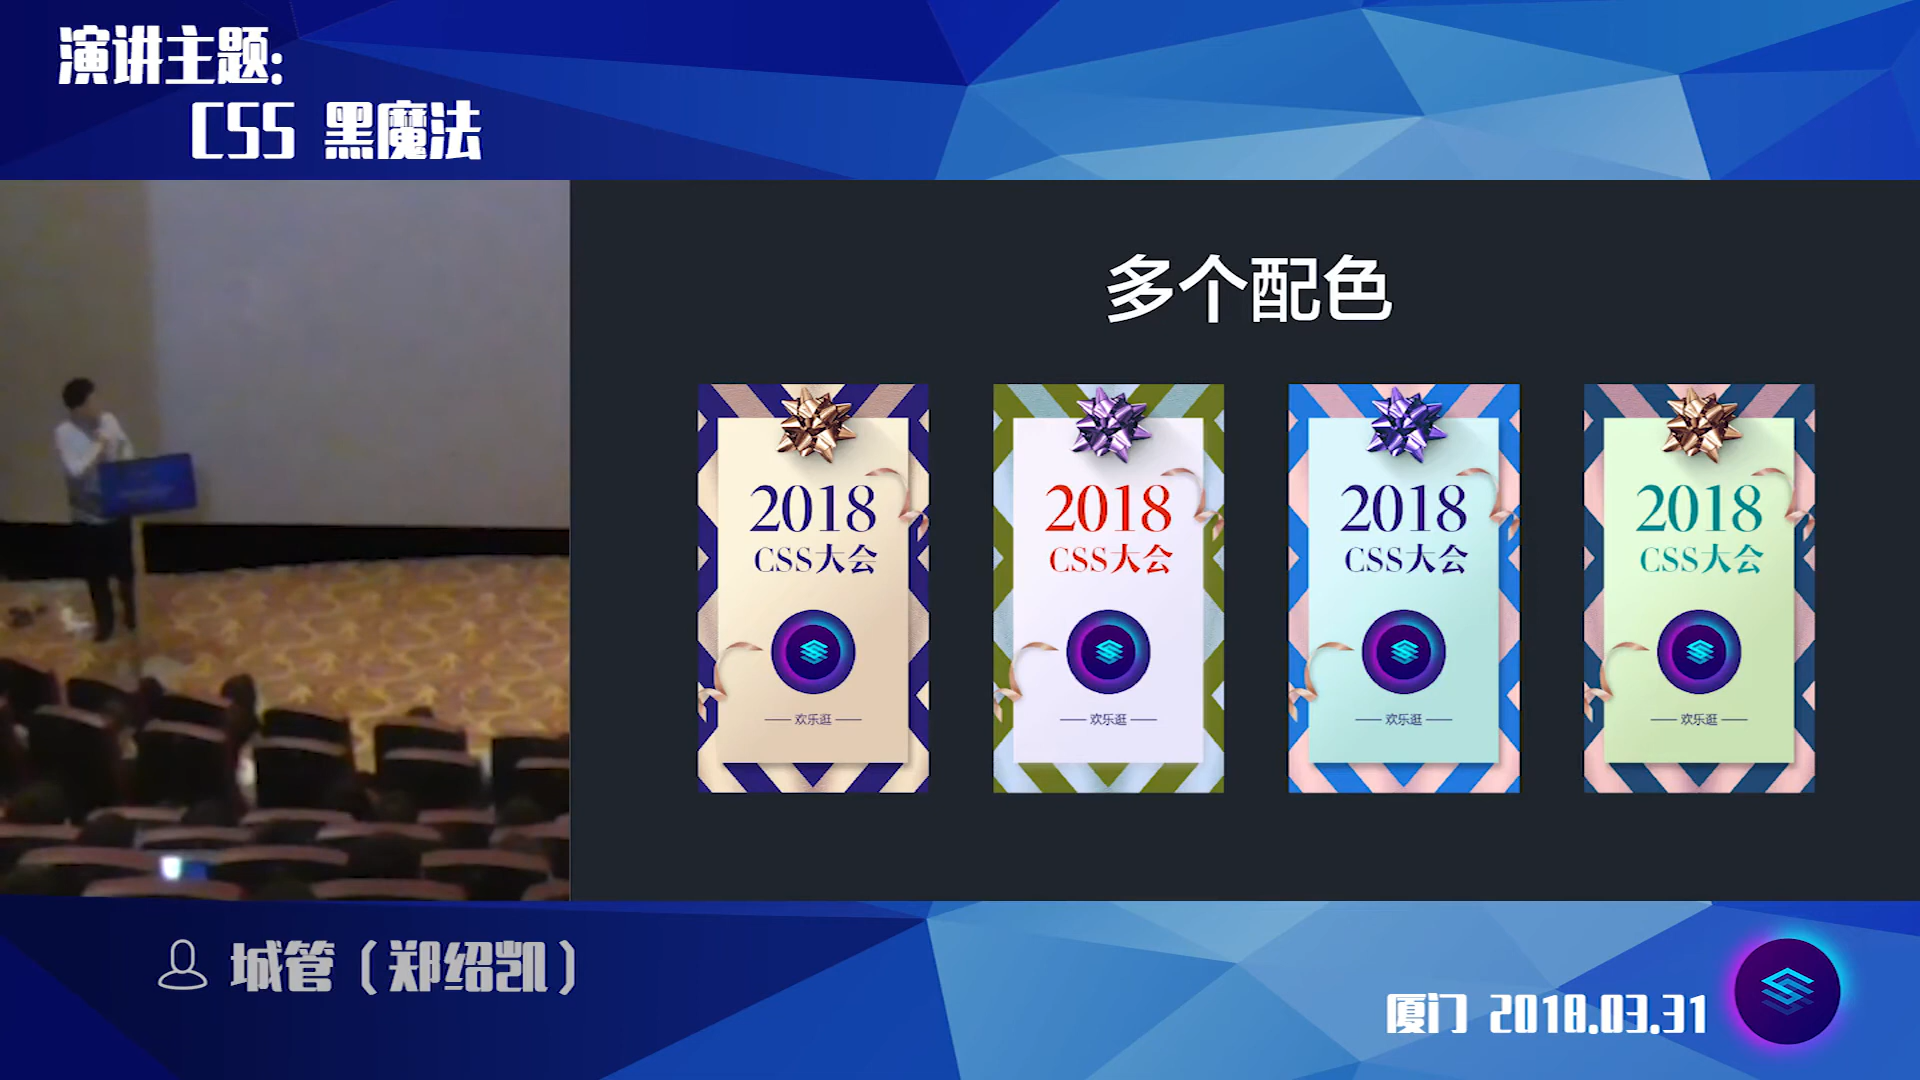 演讲主题:
CSS 黑魔法
多个配色
2018
CSS大会
欢乐逛
2018
CSS大会
欢乐逛
2018
CSS大会
欢乐逛
2018
CSS大会
欢乐逛
城管(郑绍凯)
厦门 2018.03.31